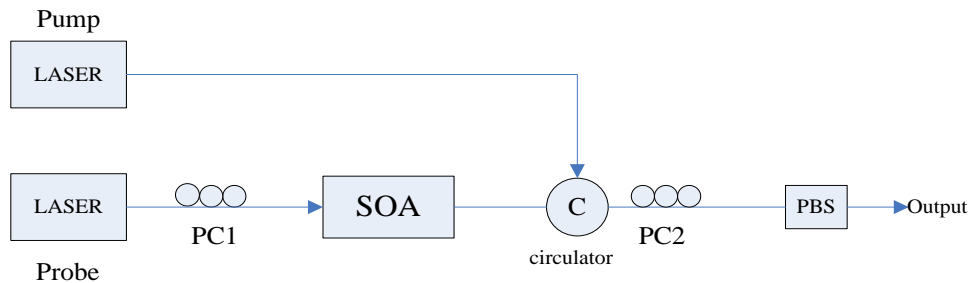 Pump
LASER
LASER
SOA
C
PBS
Output
PC1
PC2
circulator
Probe